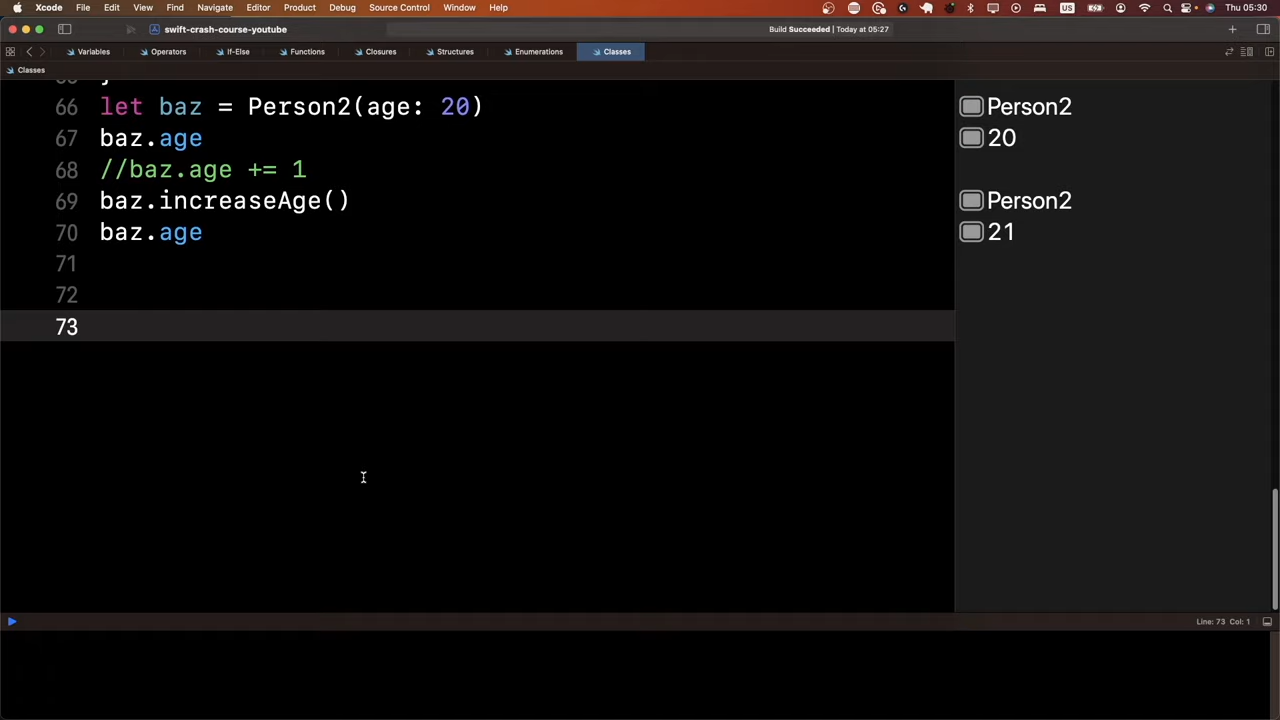 Xcode File Edit View Find Navigate Editor Product Debug Source Control Window Help US Thu 05:30
swift-crash-course-youtube Build Succeeded | Today at 05:27
Variables Operators If-Else Functions Closures Structures Enumerations Classes
Classes
66 let baz = Person2(age: 20) Person2
67 baz.age 20
68 //baz.age += 1
69 baz.increaseAge() Person2
70 baz.age 21
71
72
73
Line: 73 Col: 1